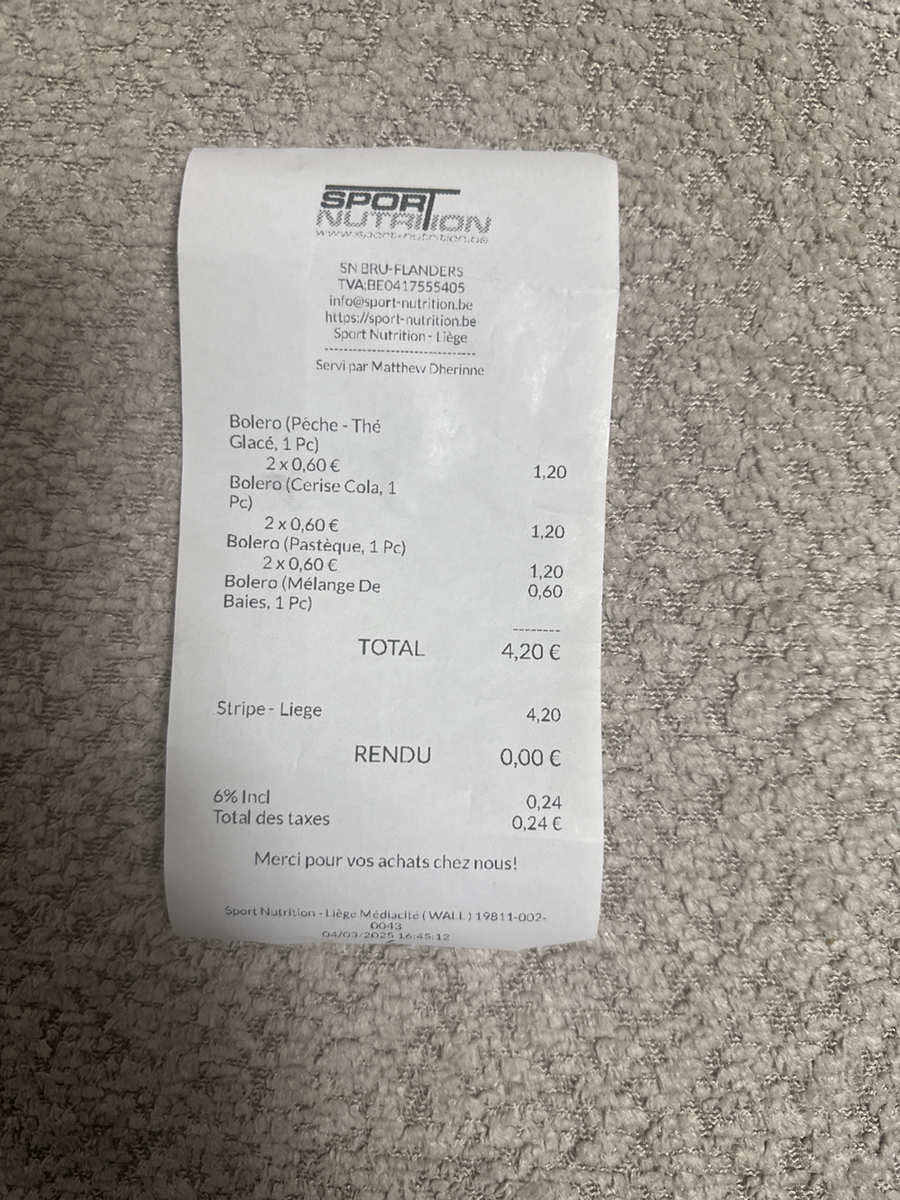 SPORT
NUTRITION
www.sport-nutrition.be
SN BRU-FLANDERS
TVA:BE0417555405
info@sport-nutrition.be
https://sport-nutrition.be
Sport Nutrition - Liège
--------------------------------
Servi par Matthew Dherinne
Bolero (Pêche - Thé
Glacé, 1 Pc)
2 x 0,60 € 1,20
Bolero (Cerise Cola, 1
Pc)
2 x 0,60 € 1,20
Bolero (Pastèque, 1 Pc)
2 x 0,60 € 1,20
Bolero (Mélange De 0,60
Baies, 1 Pc)
--------
TOTAL 4,20 €
Stripe - Liege 4,20
RENDU 0,00 €
6% Incl 0,24
Total des taxes 0,24 €
Merci pour vos achats chez nous!
Sport Nutrition - Liège Médiacité ( WALL ) 19811-002-
0043
04/03/2025 16:45:12